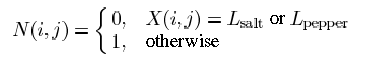 N(i, j) = { 0, X(i, j) = L_salt or L_pepper
1, otherwise